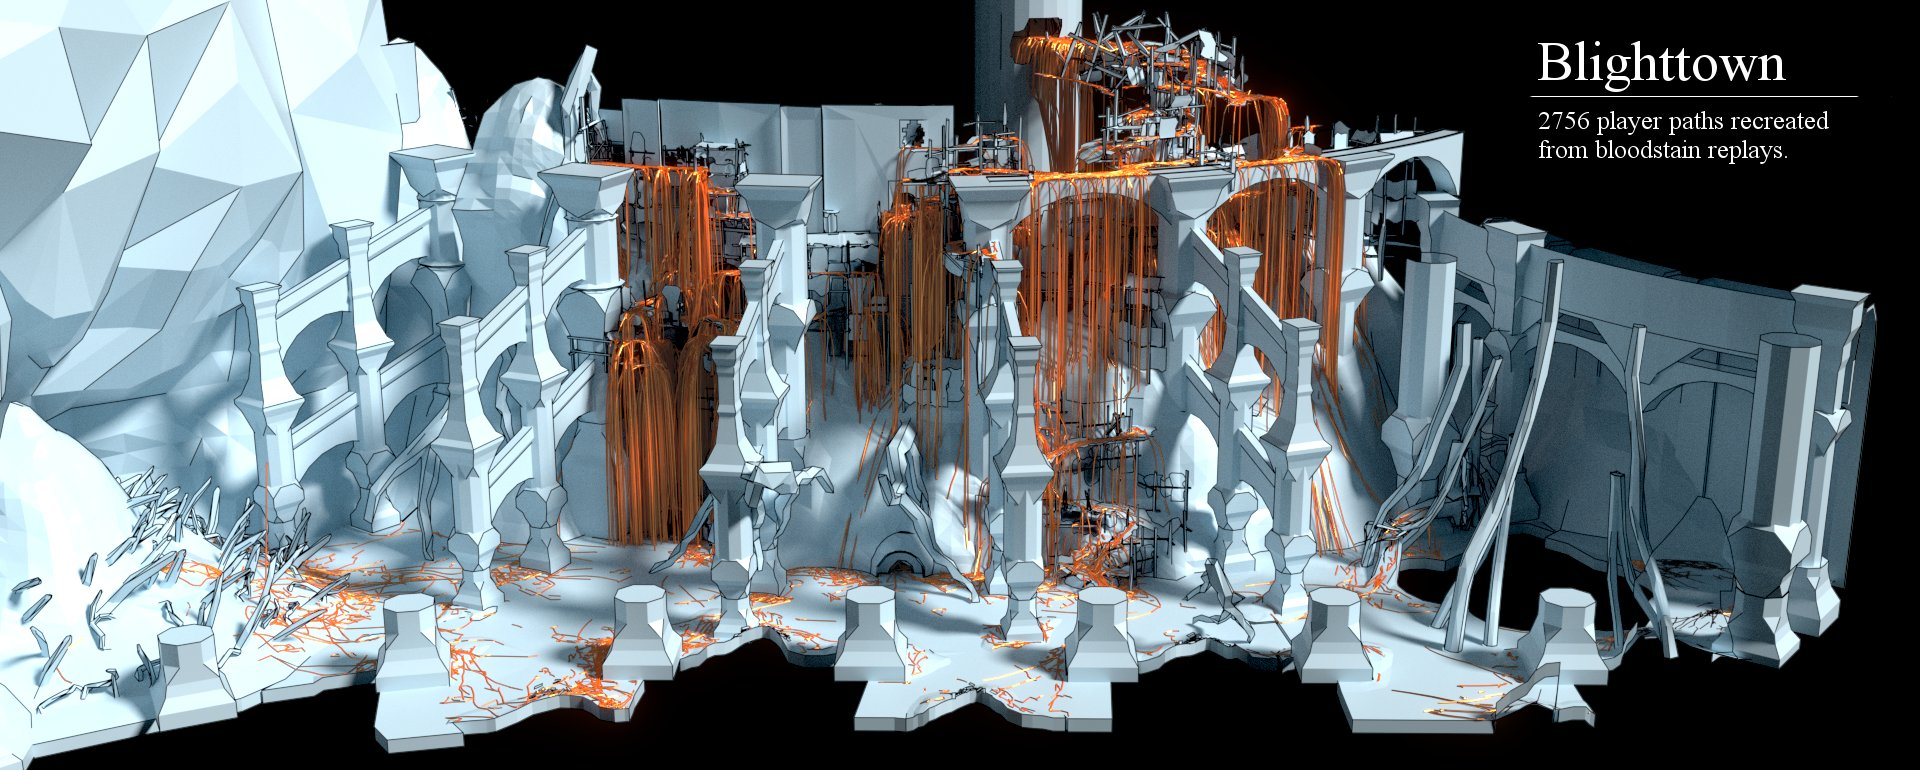 Blighttown
2756 player paths recreated
from bloodstain replays.